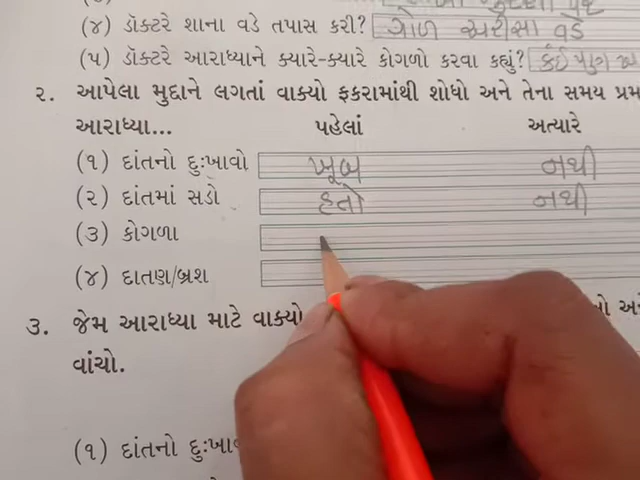 (૪) ડૉક્ટરે શાના વડે તપાસ કરી? ગોળ અરીસા વડે
(૫) ડૉક્ટરે આરાધ્યાને ક્યારે-ક્યારે કોગળો કરવા કહ્યું? કંઈ પણ
૨. આપેલા મુદ્દાને લગતાં વાક્યો ફકરામાંથી શોધો અને તેના સમય પ્રમ
આરાધ્યા... પહેલાં અત્યારે
(૧) દાંતનો દુઃખાવો ખૂબ નથી
(૨) દાંતમાં સડો હતો નથી
(૩) કોગળા
(૪) દાતણ/બ્રશ
૩. જેમ આરાધ્યા માટે વાક્યો
વાંચો.
(૧) દાંતનો દુઃખાવ